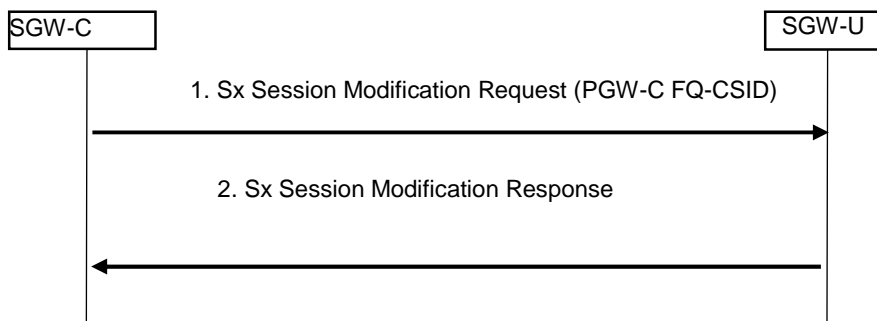 SGW-C
SGW-U
1. Sx Session Modification Request (PGW-C FQ-CSID)
2. Sx Session Modification Response